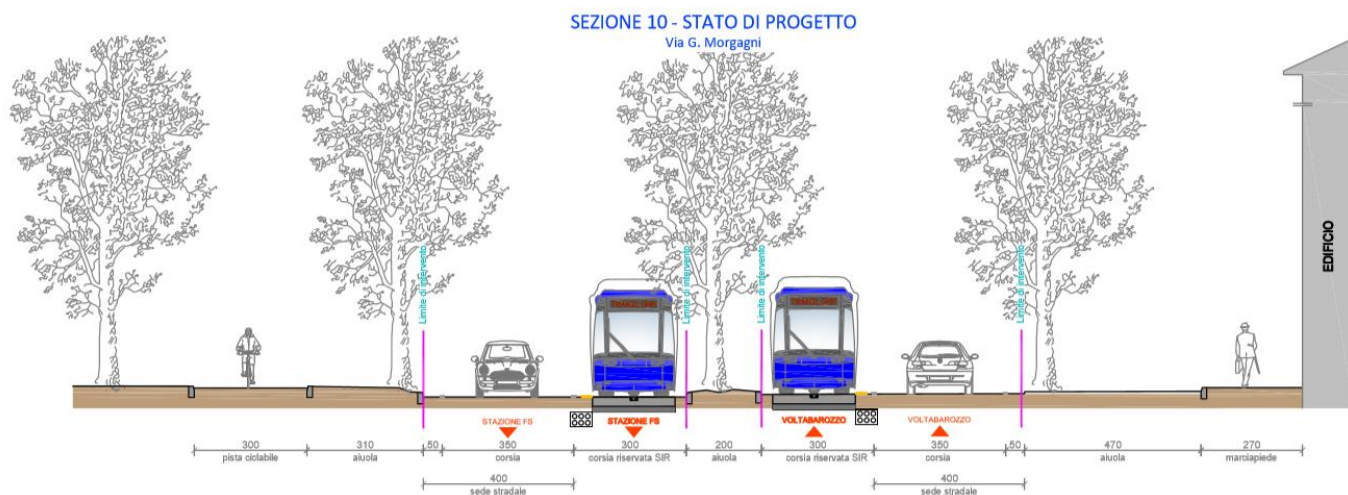 SEZIONE 10 - STATO DI PROGETTO
Via G. Morgagni
Limite di intervento
Limite di intervento
Limite di intervento
Limite di intervento
EDIFICIO
STAZIONE FS
STAZIONE FS
VOLTABAROZZO
VOLTABAROZZO
300
310
50
350
300
200
300
350
50
470
270
pista ciclabile
aiuola
corsia
corsia riservata SIR
aiuola
corsia riservata SIR
corsia
aiuola
marciapiede
400
400
sede stradale
sede stradale